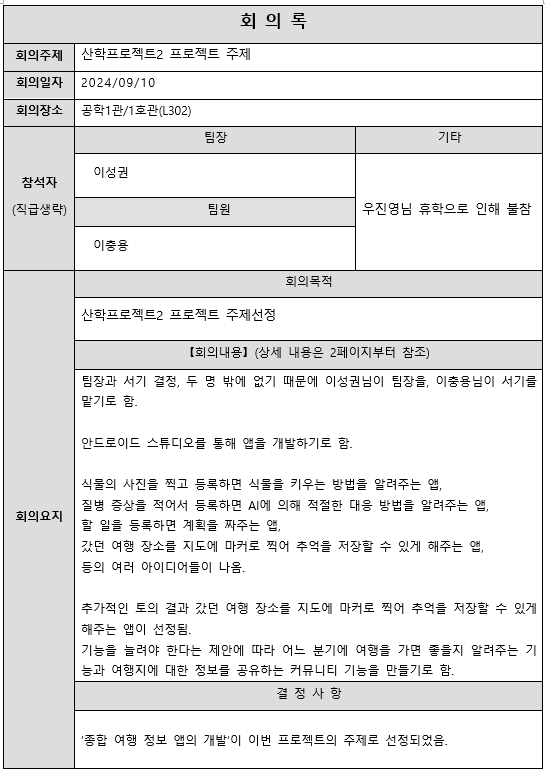 회 의 록
회의주제 산학프로젝트2 프로젝트 주제
회의일자 2024/09/10
회의장소 공학1관/1호관(L302)
참석자
(직급생략)
팀장
이성권
팀원
이충용
기타
우진영님 휴학으로 인해 불참
회의요지
회의목적
산학프로젝트2 프로젝트 주제선정
【회의내용】(상세 내용은 2페이지부터 참조)
팀장과 서기 결정, 두 명 밖에 없기 때문에 이성권님이 팀장을, 이충용님이 서기를
맡기로 함.
안드로이드 스튜디오를 통해 앱을 개발하기로 함.
식물의 사진을 찍고 등록하면 식물을 키우는 방법을 알려주는 앱,
질병 증상을 적어서 등록하면 AI에 의해 적절한 대응 방법을 알려주는 앱,
할 일을 등록하면 계획을 짜주는 앱,
갔던 여행 장소를 지도에 마커로 찍어 추억을 저장할 수 있게 해주는 앱,
등의 여러 아이디어들이 나옴.
추가적인 토의 결과 갔던 여행 장소를 지도에 마커로 찍어 추억을 저장할 수 있게
해주는 앱이 선정됨.
기능을 늘려야 한다는 제안에 따라 어느 분기에 여행을 가면 좋을지 알려주는 기
능과 여행지에 대한 정보를 공유하는 커뮤니티 기능을 만들기로 함.
결 정 사 항
'종합 여행 정보 앱의 개발'이 이번 프로젝트의 주제로 선정되었음.